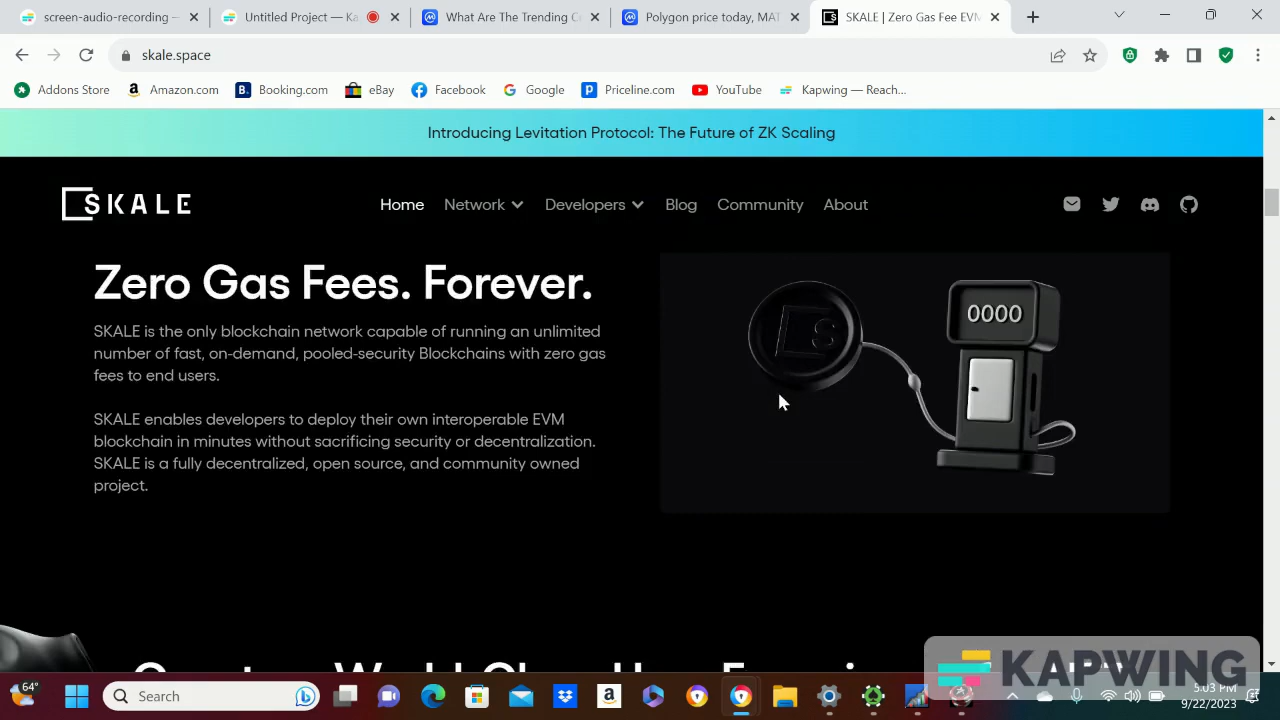 screen-audio-recording —
Untitled Project — Ka
What Are The Trending C
Polygon price today, MAT
SKALE | Zero Gas Fee EVM
skale.space
Addons Store
Amazon.com
Booking.com
eBay
Facebook
Google
Priceline.com
YouTube
Kapwing — Reach...
Introducing Levitation Protocol: The Future of ZK Scaling
SKALE
Home
Network
Developers
Blog
Community
About
Zero Gas Fees. Forever.
SKALE is the only blockchain network capable of running an unlimited
number of fast, on-demand, pooled-security Blockchains with zero gas
fees to end users.
SKALE enables developers to deploy their own interoperable EVM
blockchain in minutes without sacrificing security or decentralization.
SKALE is a fully decentralized, open source, and community owned
project.
S
0000
KAPWING
64°
Search
5:03 PM
9/22/2023